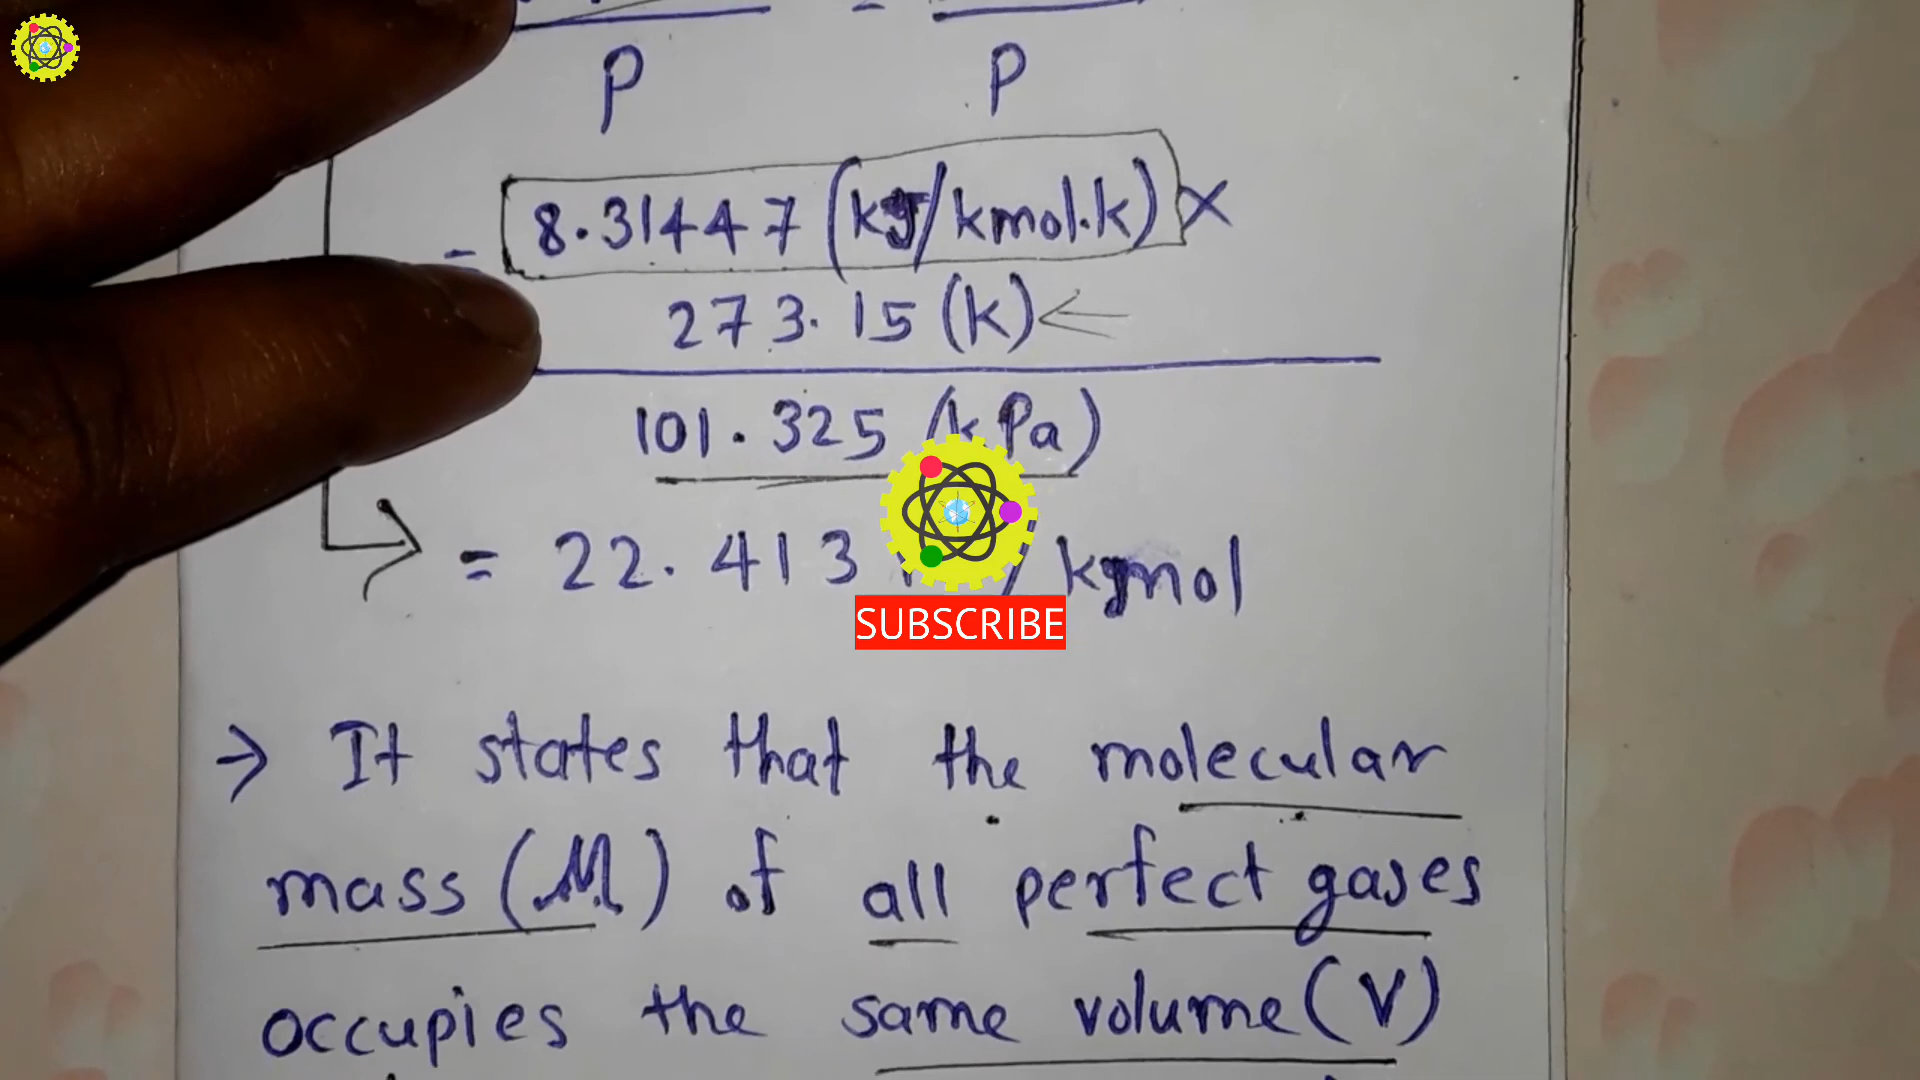 P P
= 8.31447 (kJ/kmol.k) ×
273.15 (k) ←
101.325 (kPa)
= 22.413 / kgmol
SUBSCRIBE
→ It states that the molecular
mass (M) of all perfect gases
occupies the same volume (V)